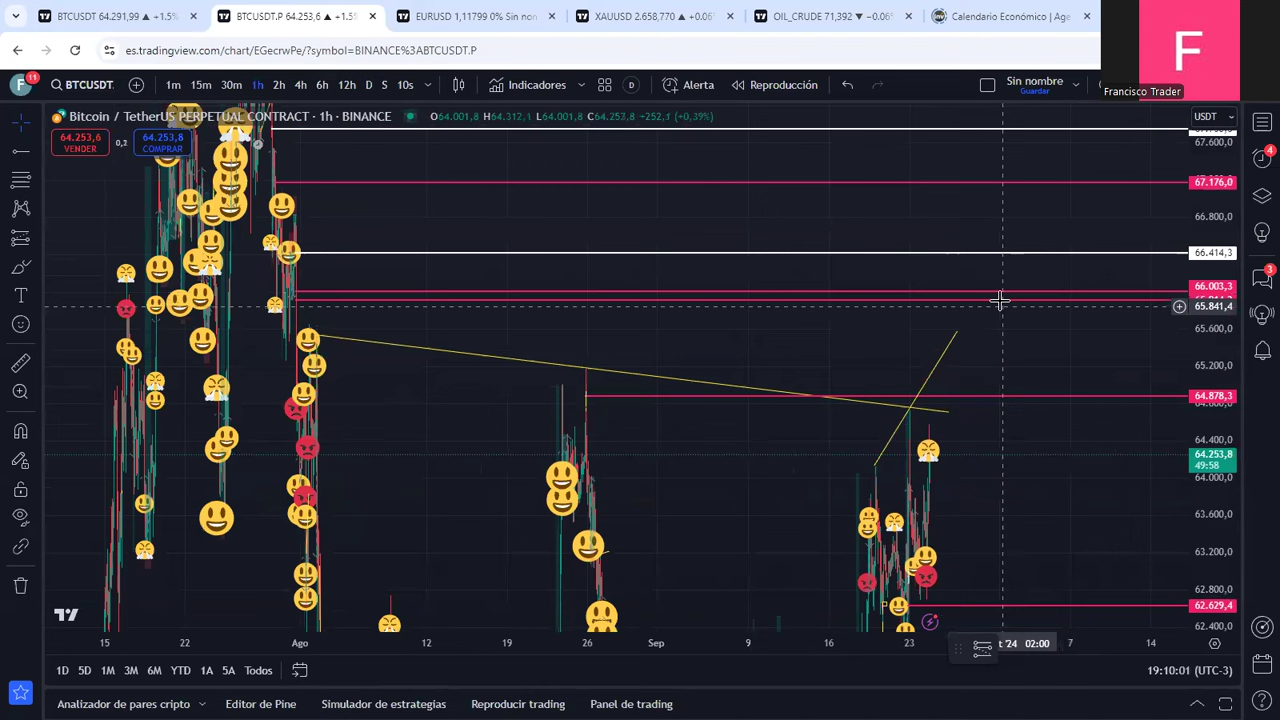 BTCUSDT 64.291,99 ▲ +1.5%
BTCUSDT.P 64.253,6 ▲ +1.5%
EURUSD 1,11799 0% Sin non
XAUUSD 2.658,770 ▲ +0.06
OIL_CRUDE 71,392 ▼ −0.06
Calendario Económico | Age
es.tradingview.com/chart/EGecrwPe/?symbol=BINANCE%3ABTCUSDT.P
F
Francisco Trader
F
11
BTCUSDT.
1m 15m 30m 1h 2h 4h 6h 12h D S 10s
Indicadores
D
Alerta
Reproducción
Sin nombre
Guardar
Bitcoin / TetherUS PERPETUAL CONTRACT · 1h · BINANCE
O64.001,8 H64.312,1 L64.001,8 C64.253,8 +252,1 (+0,39%)
USDT
64.253,6
VENDER
0,2
64.253,8
COMPRAR
67.600,0
67.176,0
66.800,0
66.414,3
66.003,3
65.841,4
65.600,0
65.200,0
64.878,3
64.400,0
64.253,8
49:58
64.000,0
63.600,0
63.200,0
62.800,0
62.629,4
62.400,0
4
3
15 22 Ago 12 19 26 Sep 9 16 23 t '24 02:00 7 14
1D 5D 1M 3M 6M YTD 1A 5A Todos
19:10:01 (UTC-3)
Analizador de pares cripto
Editor de Pine
Simulador de estrategias
Reproducir trading
Panel de trading